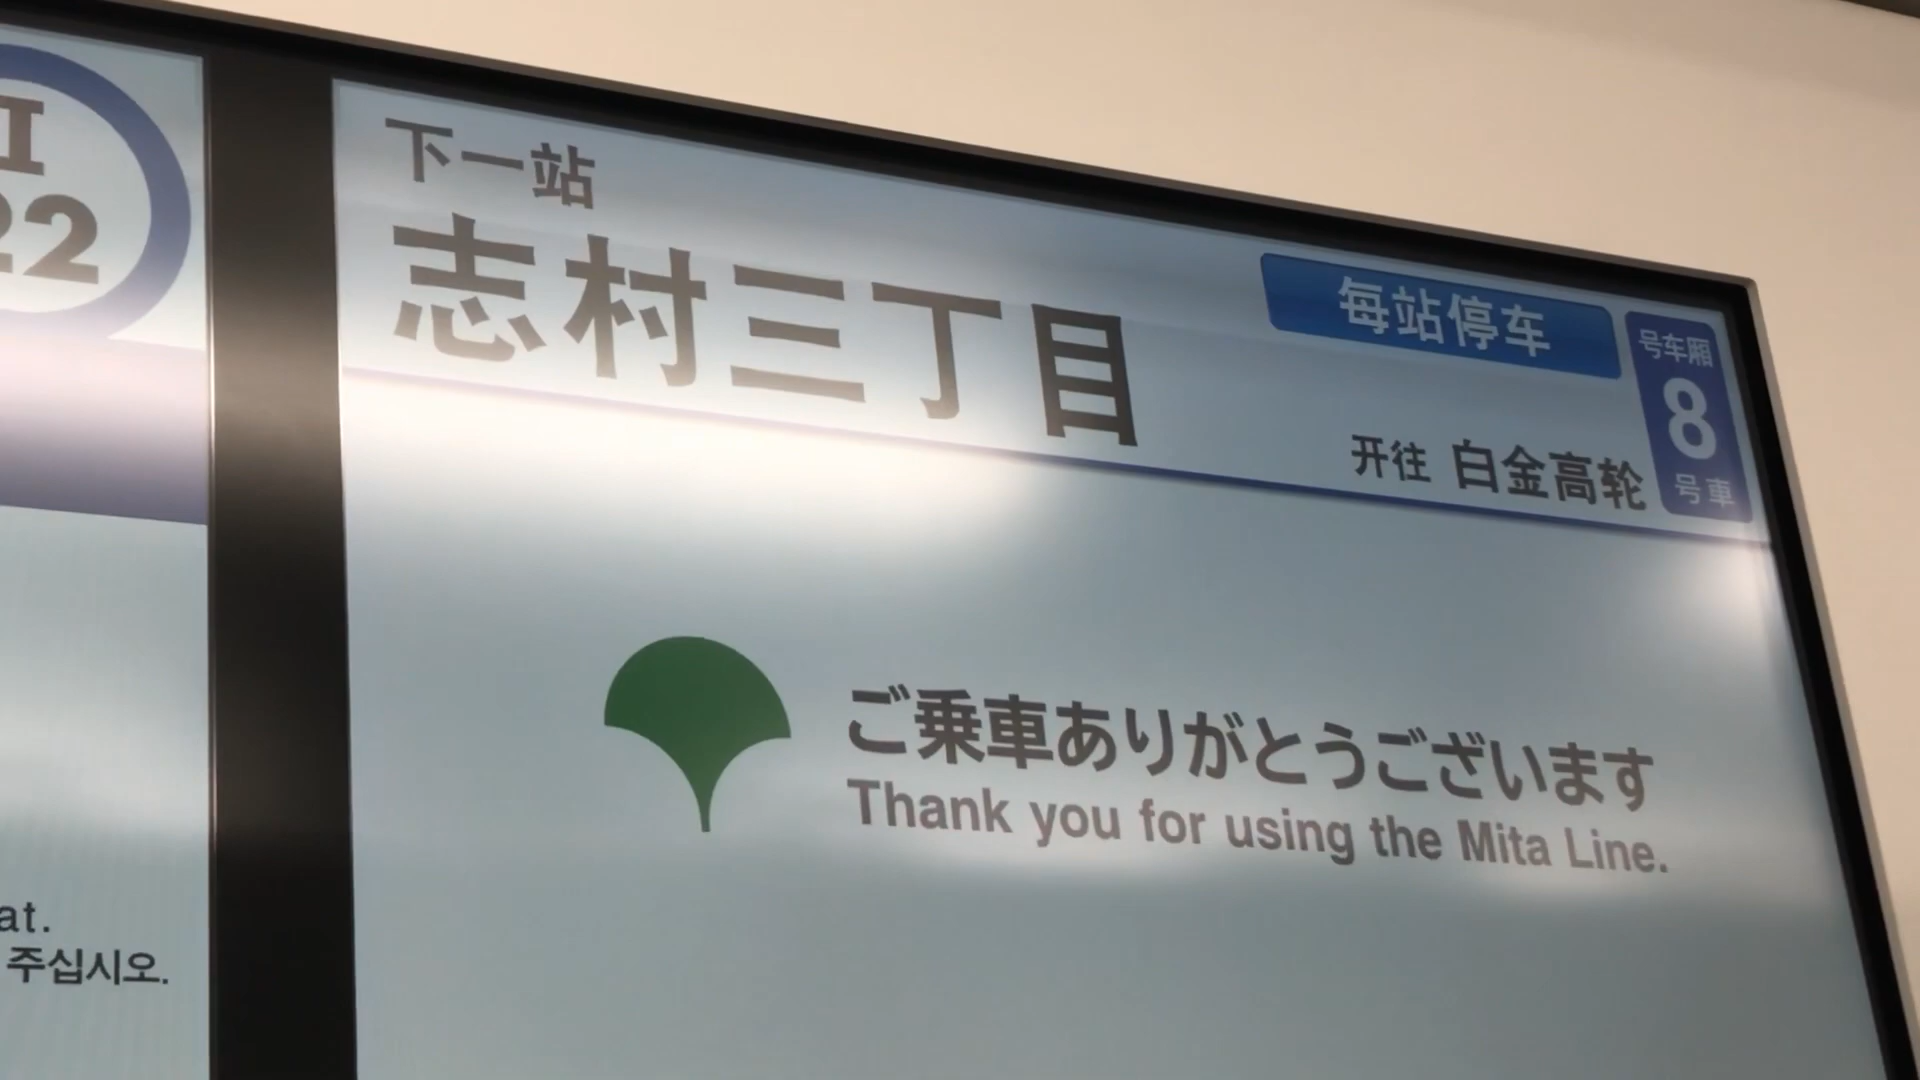 I
22
at.
주십시오.
下一站
志村三丁目
每站停车
开往 白金高轮
号车厢
8
号車
ご乗車ありがとうございます
Thank you for using the Mita Line.